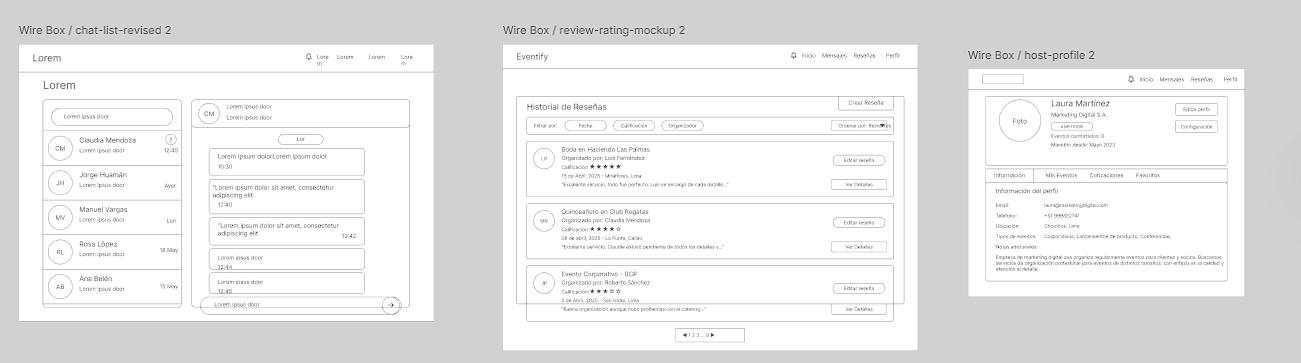 Wire Box / chat-list-revised 2
Lorem
Lore
m
Lorem
Lorem
Lore
m
Lorem
Lorem ipsus door
CM
Claudia Mendoza
Lorem ipsus door
2
12:45
JH
Jorge Huamán
Lorem ipsus door
Ayer
MV
Manuel Vargas
Lorem ipsus door
Lun
RL
Rosa López
Lorem ipsus door
18 May
AB
Ana Belén
Lorem ipsus door
15 May
CM
Lorem ipsus door
Lorem ipsus door
Lor
Lorem ipsum dolorLorem ipsum dolor
10:30
"Lorem ipsum dolor sit amet, consectetur
adipiscing elit
12:40
"Lorem ipsum dolor sit amet, consectetur
adipiscing elit
12:42
Lorem ipsus door
12:44
Lorem ipsus door
12:45
Lorem ipsus door
Wire Box / review-rating-mockup 2
Eventify
Inicio Mensajes Reseñas Perfil
Historial de Reseñas
Crear Reseña
Filtrar por:
Fecha
Calificación
Organizador
Ordenar por:
Boda en Hacienda Las Palmas
Organizado por: Luis Fernández
Calificación: ★★★★★
15 de Abril, 2025 - Miraflores, Lima
"Excelente servicio, todo fue perfecto. Luis se encargó de cada detalle..."
Editar reseña
Ver Detalles
MV
Quinceañero en Club Regatas
Organizado por: Claudia Mendoza
Calificación: ★★★★☆
08 de abril, 2025 - La Punta, Callao
"Excelente servicio, Claudia estuvo pendiente de todos los detalles y..."
Editar reseña
Ver Detalles
JP
Evento Corporativo - BCP
Organizado por: Roberto Sánchez
Calificación: ★★★☆☆
5 de Abril, 2025 - San Isidro, Lima
"Buena organización aunque hubo problemas con el catering..."
Editar reseña
Ver Detalles
◀ 1 2 3 ... 8 ▶
Wire Box / host-profile 2
Inicio Mensajes Reseñas Perfil
Foto
Laura Martínez
Marketing Digital S.A.
ANFITRIÓN
Eventos contratados: 8
Miembro desde: Mayo 2023
Editar perfil
Configuración
Información Mis Eventos Cotizaciones Favoritos
Información del perfil
Email: laura@marketingdigital.com
Teléfono:
Ubicación: Chorrillos, Lima
Tipos de eventos: Corporativos, Lanzamientos de producto, Conferencias
Notas adicionales:
Empresa de marketing digital que organiza regularmente eventos para clientes y socios. Buscamos
servicios de organización profesional para eventos de distintos tamaños, con énfasis en la calidad y
atención al detalle.